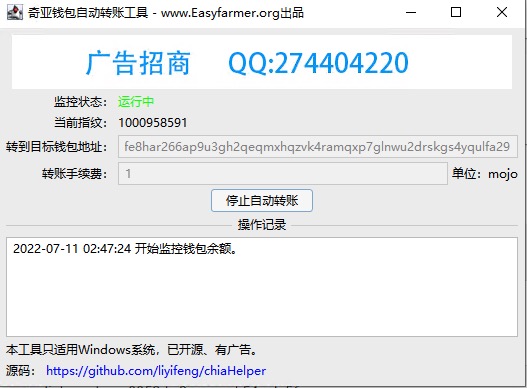 奇亚钱包自动转账工具 - www.Easyfarmer.org出品
广告招商 QQ:274404220
监控状态: 运行中
当前指纹: 1000958591
转到目标钱包地址: fe8har266ap9u3gh2qeqmxhqzvk4ramqxp7glnwu2drskgs4yqulfa29
转账手续费: 1 单位: mojo
停止自动转账
操作记录
2022-07-11 02:47:24 开始监控钱包余额。
本工具只适用Windows系统，已开源、有广告。
源码: https://github.com/liyifeng/chiaHelper